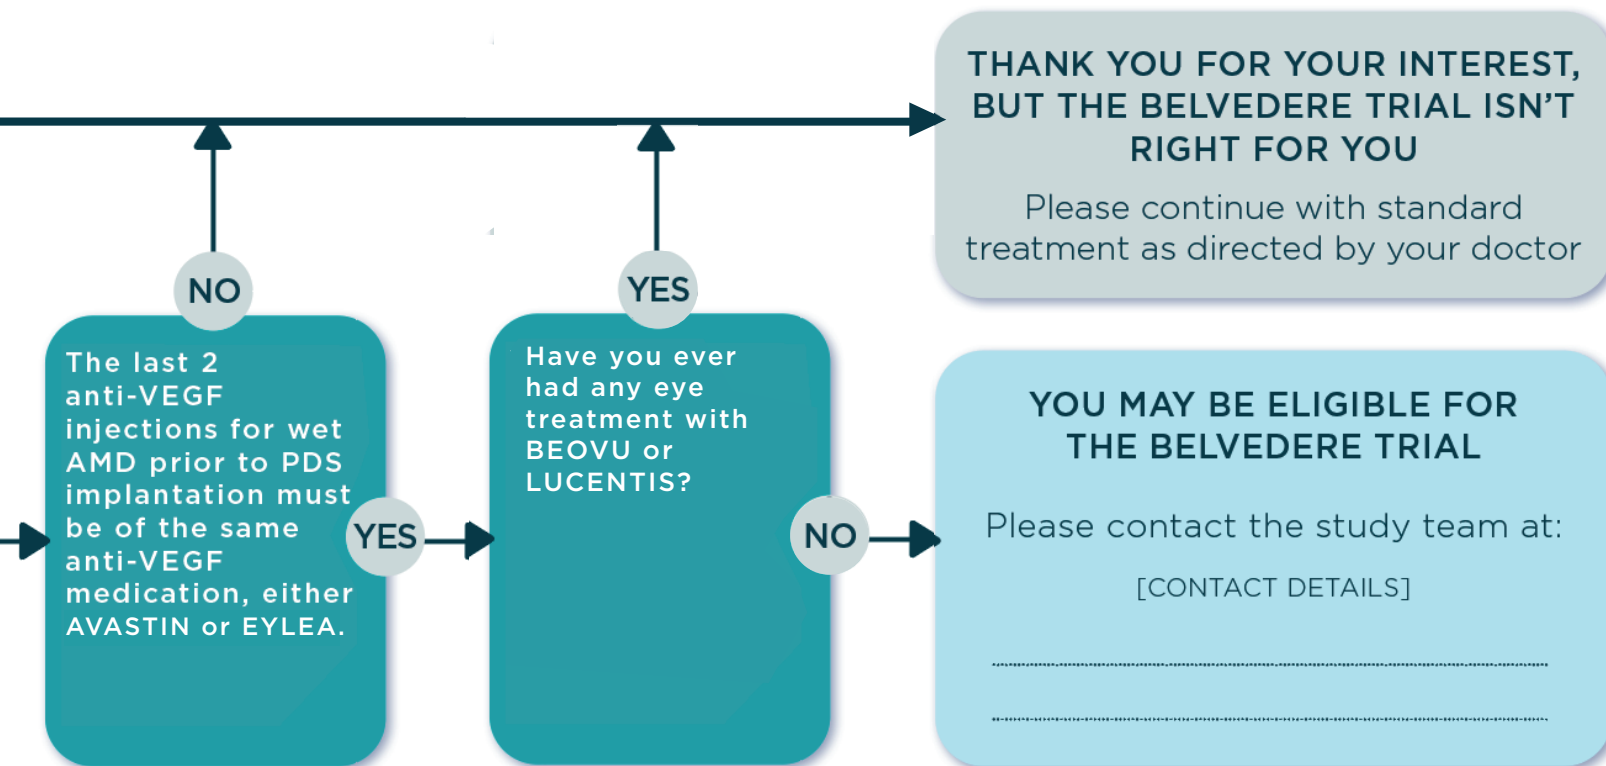 THANK YOU FOR YOUR INTEREST,
BUT THE BELVEDERE TRIAL ISN'T
RIGHT FOR YOU
Please continue with standard
treatment as directed by your doctor
NO
YES
The last 2
anti-VEGF
injections for wet
AMD prior to PDS
implantation must
be of the same
anti-VEGF
medication, either
AVASTIN or EYLEA.
YES
Have you ever
had any eye
treatment with
BEOVU or
LUCENTIS?
NO
YOU MAY BE ELIGIBLE FOR
THE BELVEDERE TRIAL
Please contact the study team at:
[CONTACT DETAILS]